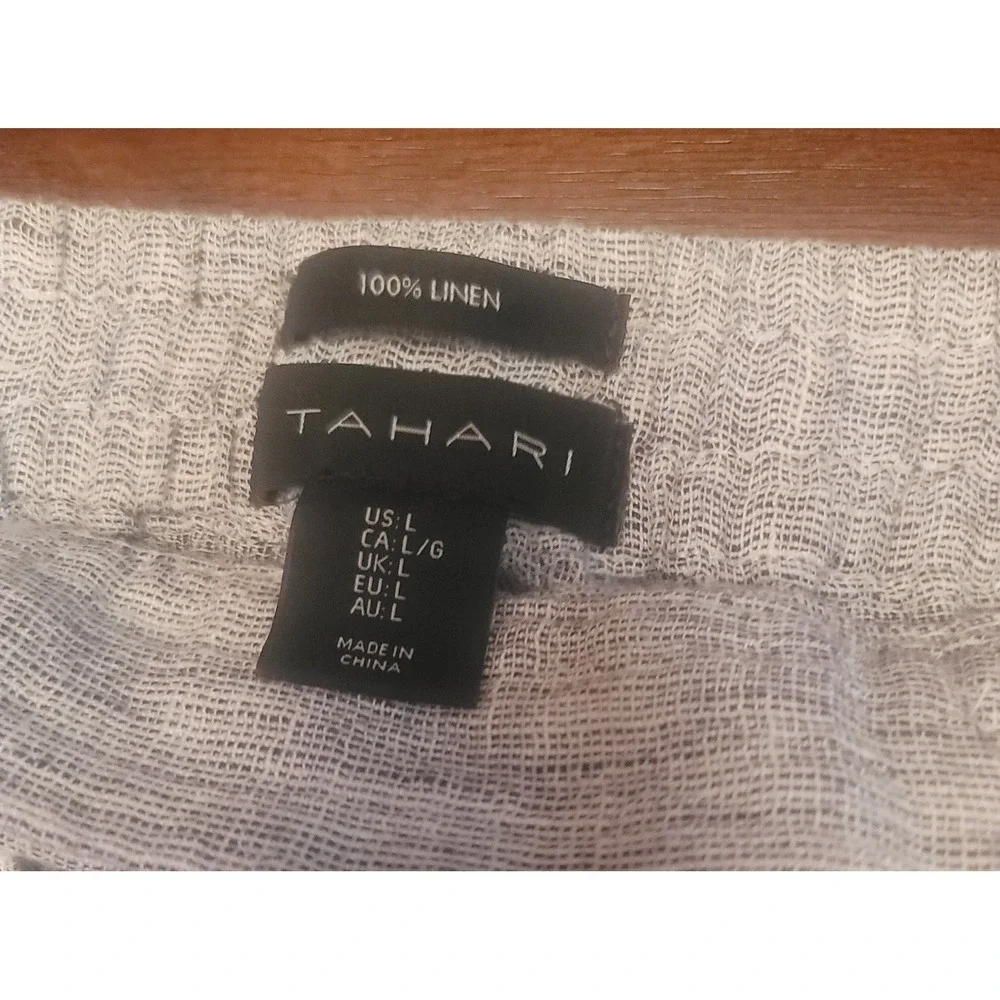 100% LINEN
TAHARI
US: L
CA: L/G
UK: L
EU: L
AU: L
MADE IN
CHINA